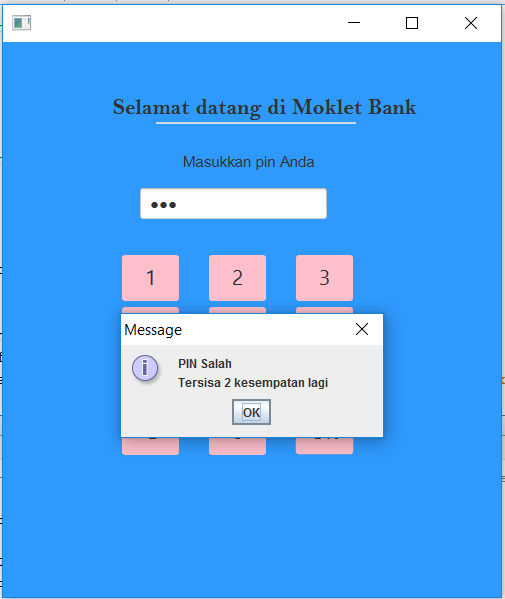 Selamat datang di Moklet Bank
Masukkan pin Anda
●●●
1 2 3
Message
PIN Salah
Tersisa 2 kesempatan lagi
OK